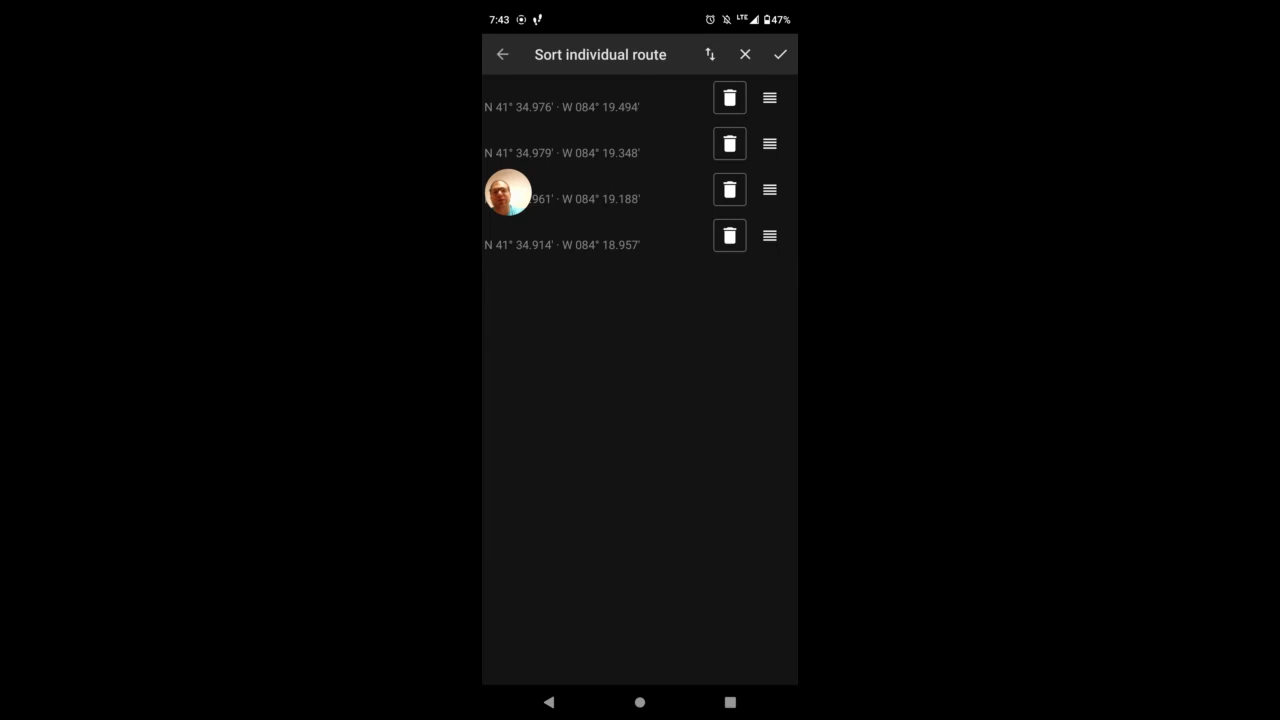 7:43 LTE 47%
Sort individual route
N 41° 34.976' · W 084° 19.494'
N 41° 34.979' · W 084° 19.348'
961' · W 084° 19.188'
N 41° 34.914' · W 084° 18.957'